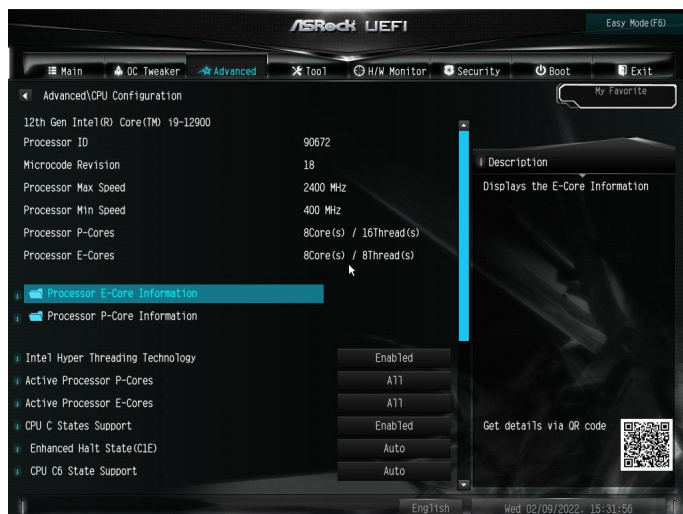 ASRock UEFI
Easy Mode(F6)
Main OC Tweaker Advanced Tool H/W Monitor Security Boot Exit
Advanced\CPU Configuration
My Favorite
12th Gen Intel(R) Core(TM) i9-12900
Processor ID 90672
Microcode Revision 18
Processor Max Speed 2400 MHz
Processor Min Speed 400 MHz
Processor P-Cores 8Core(s) / 16Thread(s)
Processor E-Cores 8Core(s) / 8Thread(s)
Processor E-Core Information
Processor P-Core Information
Intel Hyper Threading Technology Enabled
Active Processor P-Cores All
Active Processor E-Cores All
CPU C States Support Enabled
Enhanced Halt State(C1E) Auto
CPU C6 State Support Auto
Description
Displays the E-Core Information
Get details via QR code
English
Wed 02/09/2022. 15:31:56